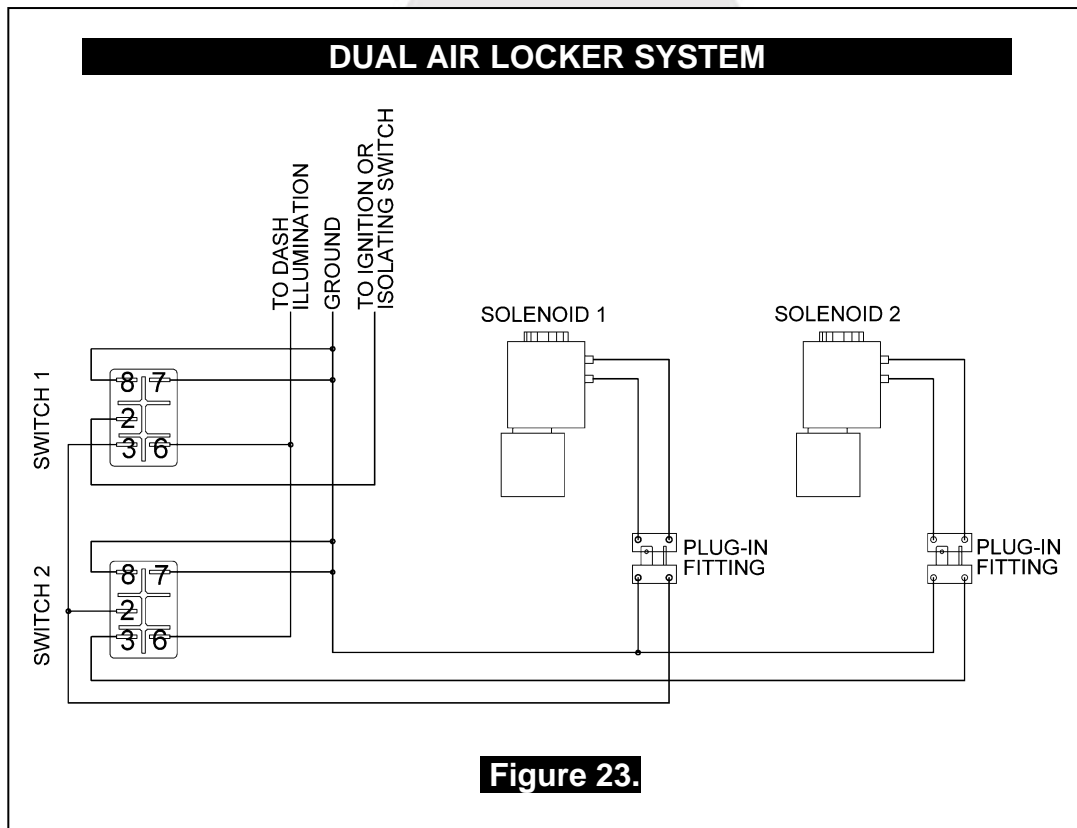 DUAL AIR LOCKER SYSTEM
TO DASH
ILLUMINATION
GROUND
TO IGNITION OR
ISOLATING SWITCH
SOLENOID 1
SOLENOID 2
SWITCH 1
8 7
2
3 6
SWITCH 2
8 7
2
3 6
PLUG-IN
FITTING
PLUG-IN
FITTING
Figure 23.